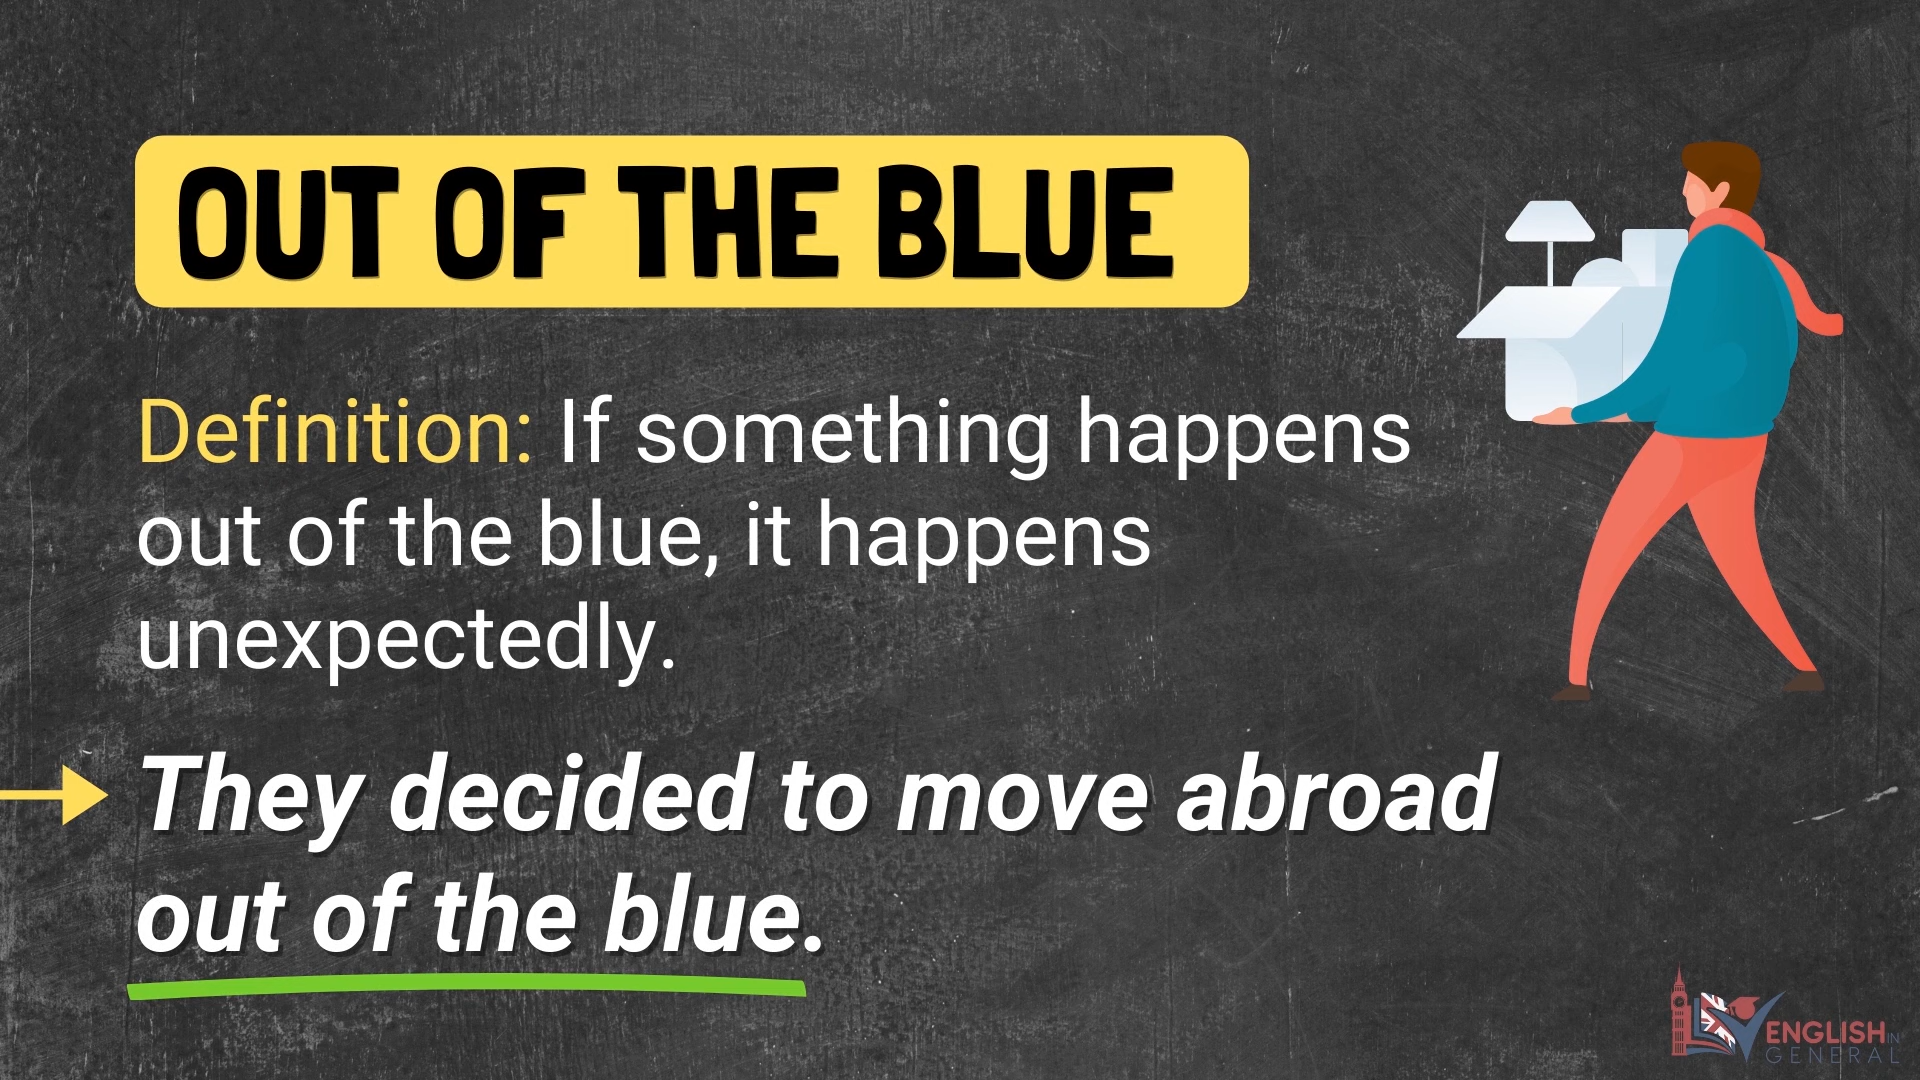 OUT OF THE BLUE
Definition: If something happens
out of the blue, it happens
unexpectedly.
They decided to move abroad
out of the blue.
ENGLISH IN
GENERAL